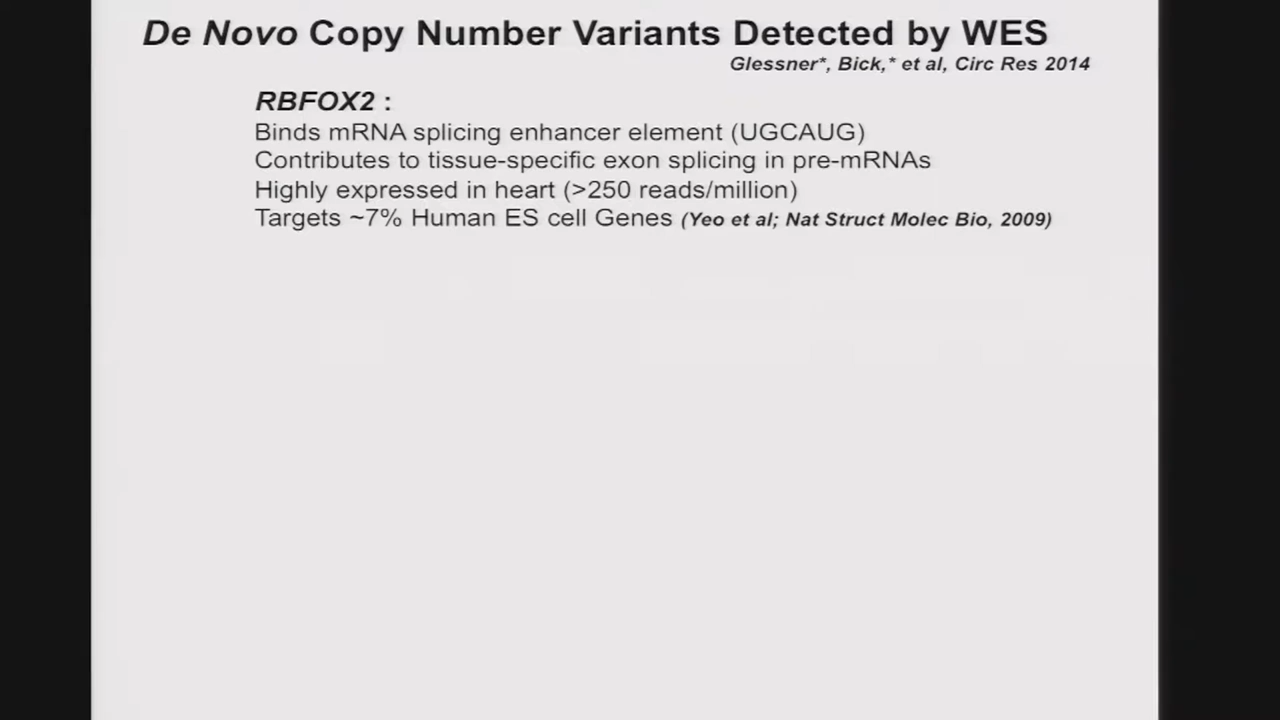 De Novo Copy Number Variants Detected by WES
Glessner*, Bick,* et al, Circ Res 2014
RBFOX2 :
Binds mRNA splicing enhancer element (UGCAUG)
Contributes to tissue-specific exon splicing in pre-mRNAs
Highly expressed in heart (>250 reads/million)
Targets ~7% Human ES cell Genes (Yeo et al; Nat Struct Molec Bio, 2009)